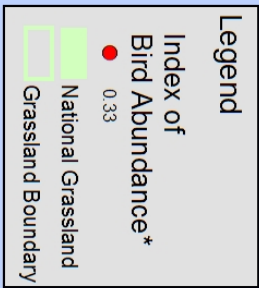 Legend
Index of
Bird Abundance*
0.33
National Grassland
Grassland Boundary